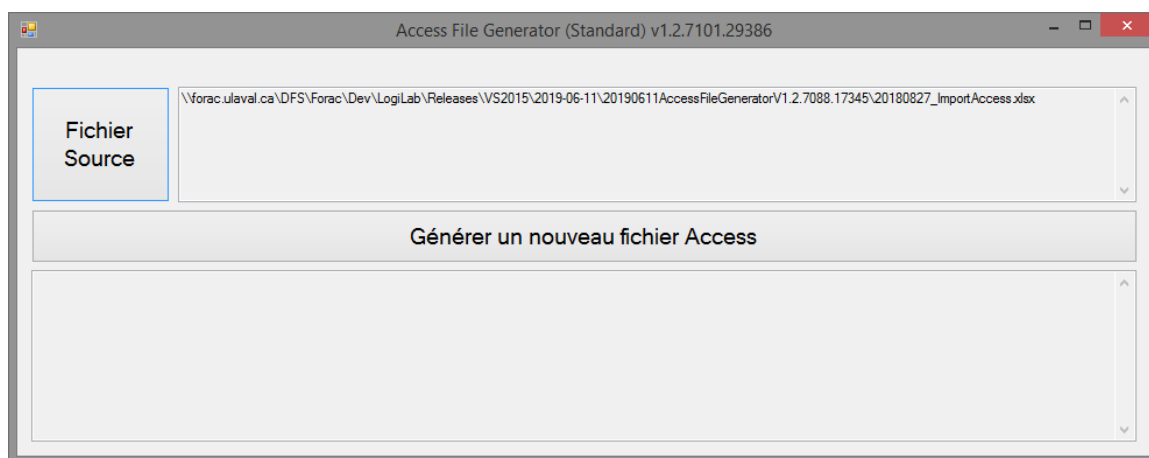 Access File Generator (Standard) v1.2.7101.29386
Fichier
Source
\\forac.ulaval.ca\DFS\Forac\Dev\LogiLab\Releases\VS2015\2019-06-11\20190611AccessFileGeneratorV1.2.7088.17345\20180827_ImportAccess.xlsx
Générer un nouveau fichier Access